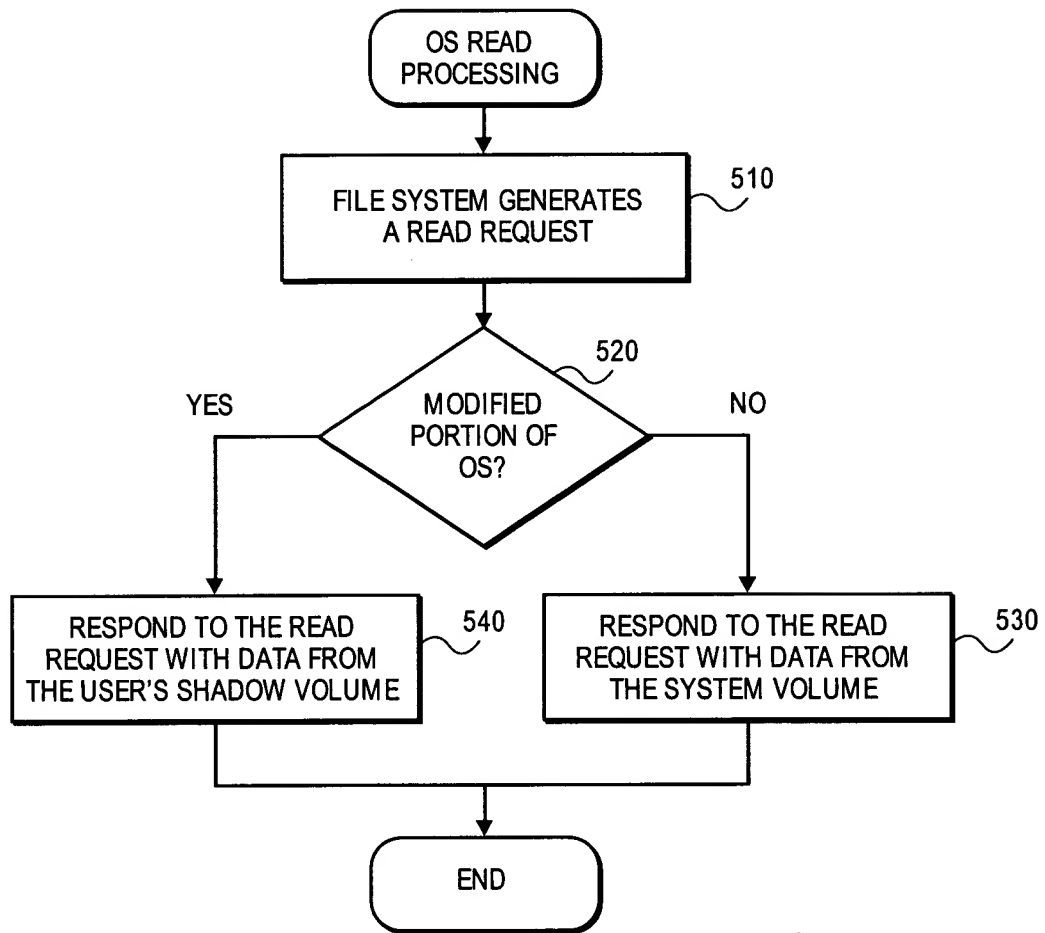 OS READ
PROCESSING
FILE SYSTEM GENERATES
A READ REQUEST
510
520
MODIFIED
PORTION OF
OS?
YES
NO
RESPOND TO THE READ
REQUEST WITH DATA FROM
THE USER'S SHADOW VOLUME
540
RESPOND TO THE READ
REQUEST WITH DATA FROM
THE SYSTEM VOLUME
530
END